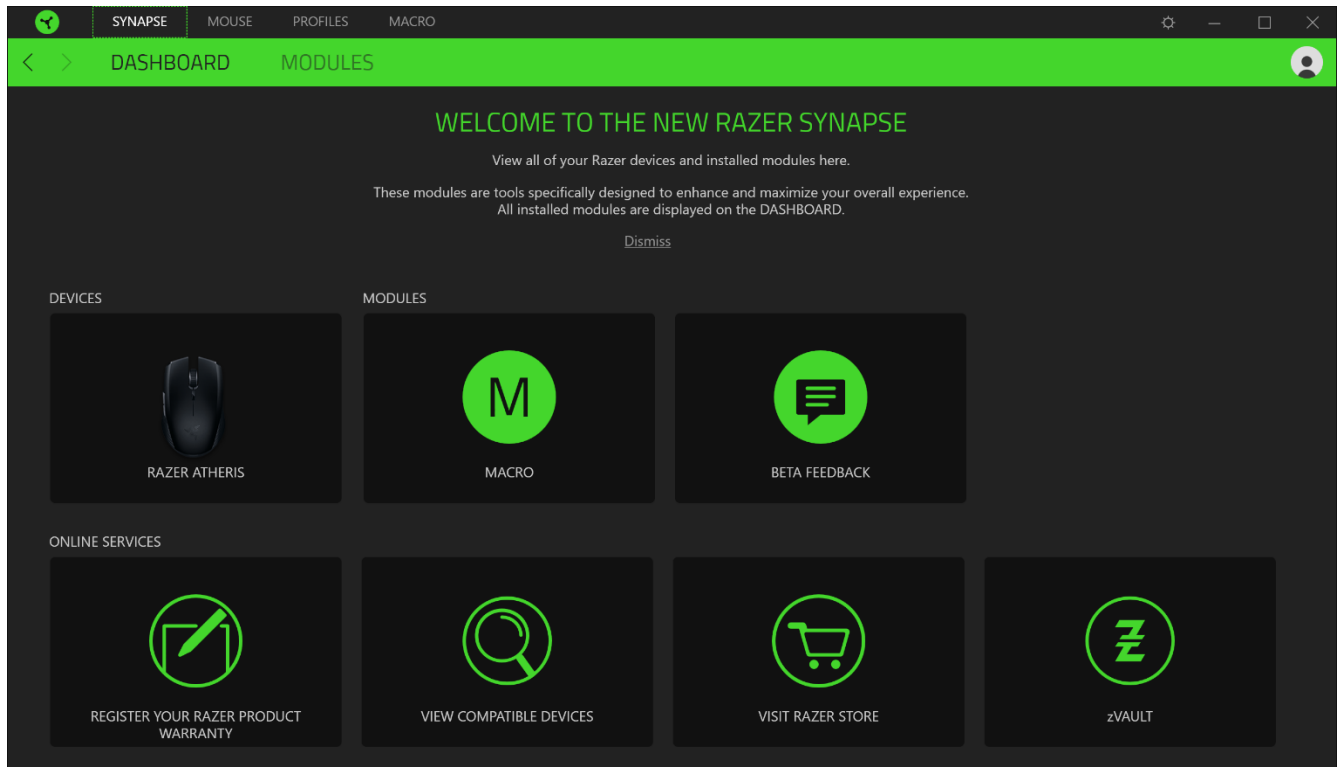 SYNAPSE MOUSE PROFILES MACRO
DASHBOARD MODULES
WELCOME TO THE NEW RAZER SYNAPSE
View all of your Razer devices and installed modules here.
These modules are tools specifically designed to enhance and maximize your overall experience.
All installed modules are displayed on the DASHBOARD.
Dismiss
DEVICES MODULES
M
RAZER ATHERIS MACRO BETA FEEDBACK
ONLINE SERVICES
REGISTER YOUR RAZER PRODUCT
WARRANTY
VIEW COMPATIBLE DEVICES
VISIT RAZER STORE
zVAULT